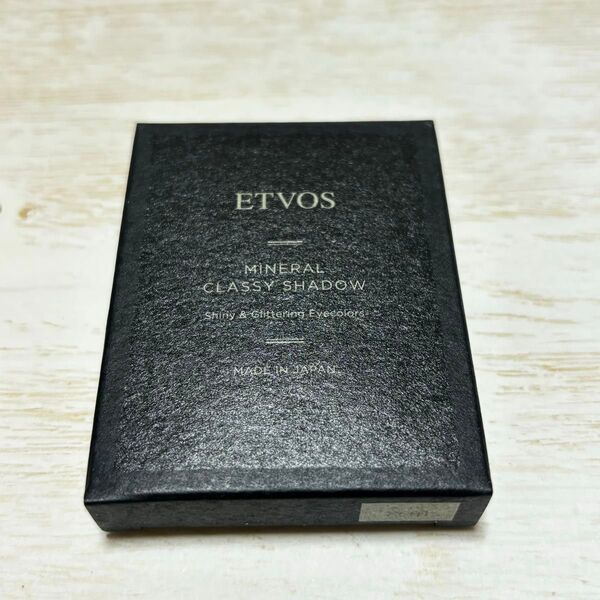 ETVOS
MINERAL
CLASSY SHADOW
Shiny & Glittering Eyecolors
MADE IN JAPAN